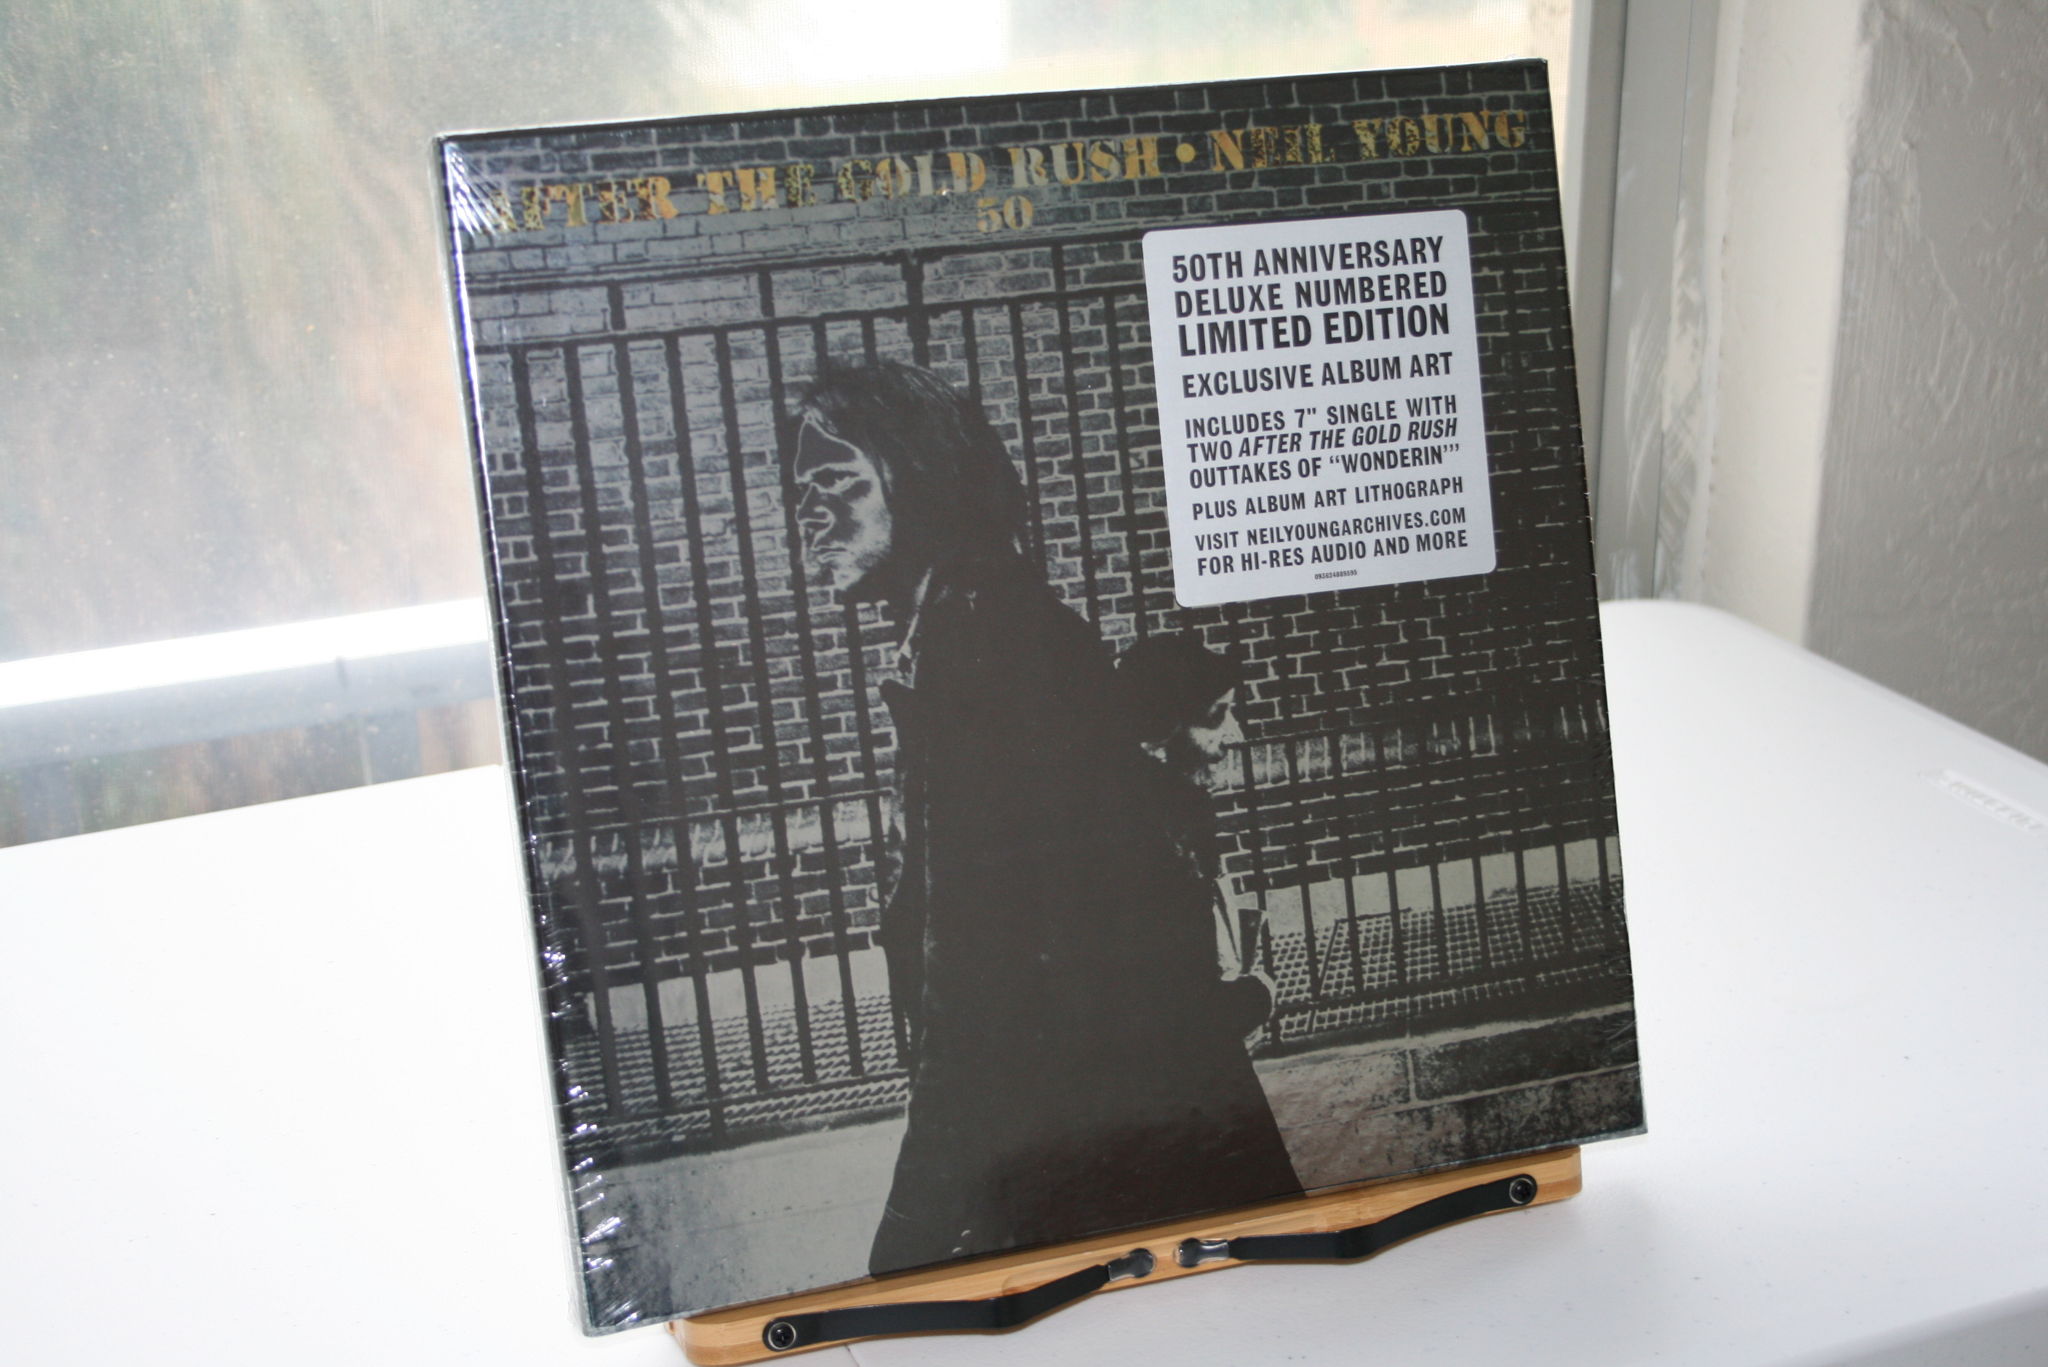 AFTER THE GOLD RUSH • NEIL YOUNG
50
50TH ANNIVERSARY
DELUXE NUMBERED
LIMITED EDITION
EXCLUSIVE ALBUM ART
INCLUDES 7" SINGLE WITH
TWO AFTER THE GOLD RUSH
OUTTAKES OF “WONDERIN’”
PLUS ALBUM ART LITHOGRAPH
VISIT NEILYOUNGARCHIVES.COM
FOR HI-RES AUDIO AND MORE